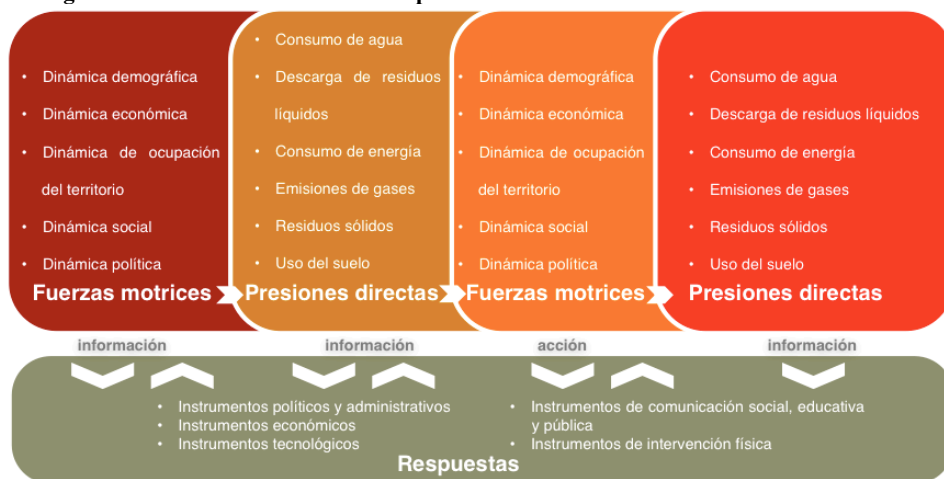 • Dinámica demográfica
• Dinámica económica
• Dinámica de ocupación
del territorio
• Dinámica social
• Dinámica política
Fuerzas motrices
• Consumo de agua
• Descarga de residuos
líquidos
• Consumo de energía
• Emisiones de gases
• Residuos sólidos
• Uso del suelo
Presiones directas
• Dinámica demográfica
• Dinámica económica
• Dinámica de ocupación
del territorio
• Dinámica social
• Dinámica política
Fuerzas motrices
• Consumo de agua
• Descarga de residuos líquidos
• Consumo de energía
• Emisiones de gases
• Residuos sólidos
• Uso del suelo
Presiones directas
información
información
acción
información
• Instrumentos políticos y administrativos
• Instrumentos económicos
• Instrumentos tecnológicos
• Instrumentos de comunicación social, educativa
y pública
• Instrumentos de intervención física
Respuestas